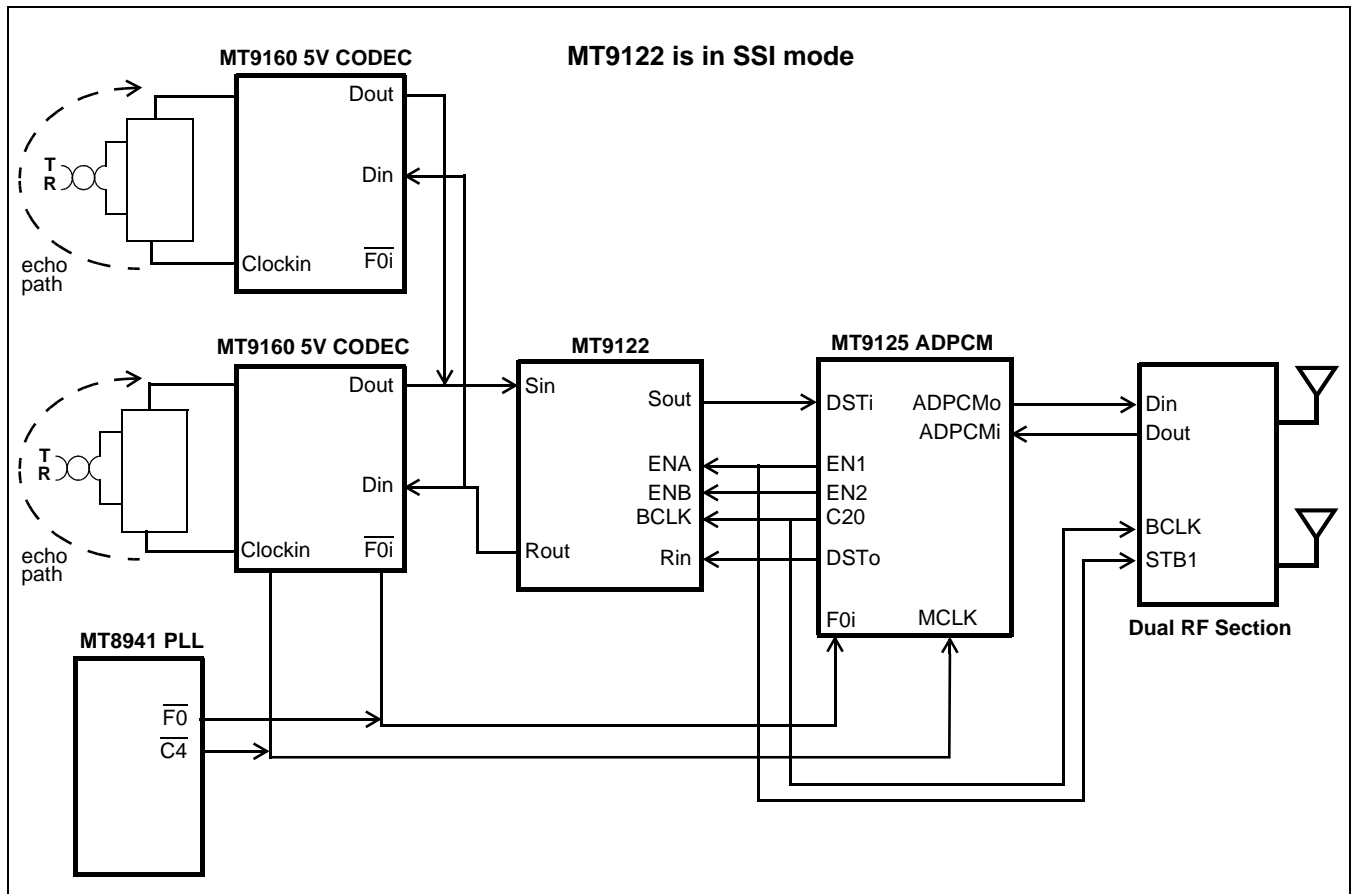 MT9160 5V CODEC
MT9122 is in SSI mode
Dout
Din
T
R
Clockin
F0i
echo
path
MT9160 5V CODEC
Dout
Din
T
R
Clockin
F0i
echo
path
MT9122
Sin
Sout
ENA
ENB
BCLK
Rout
Rin
MT9125 ADPCM
DSTi
ADPCMo
ADPCMi
EN1
EN2
C20
DSTo
F0i
MCLK
Din
Dout
BCLK
STB1
Dual RF Section
MT8941 PLL
F0
C4